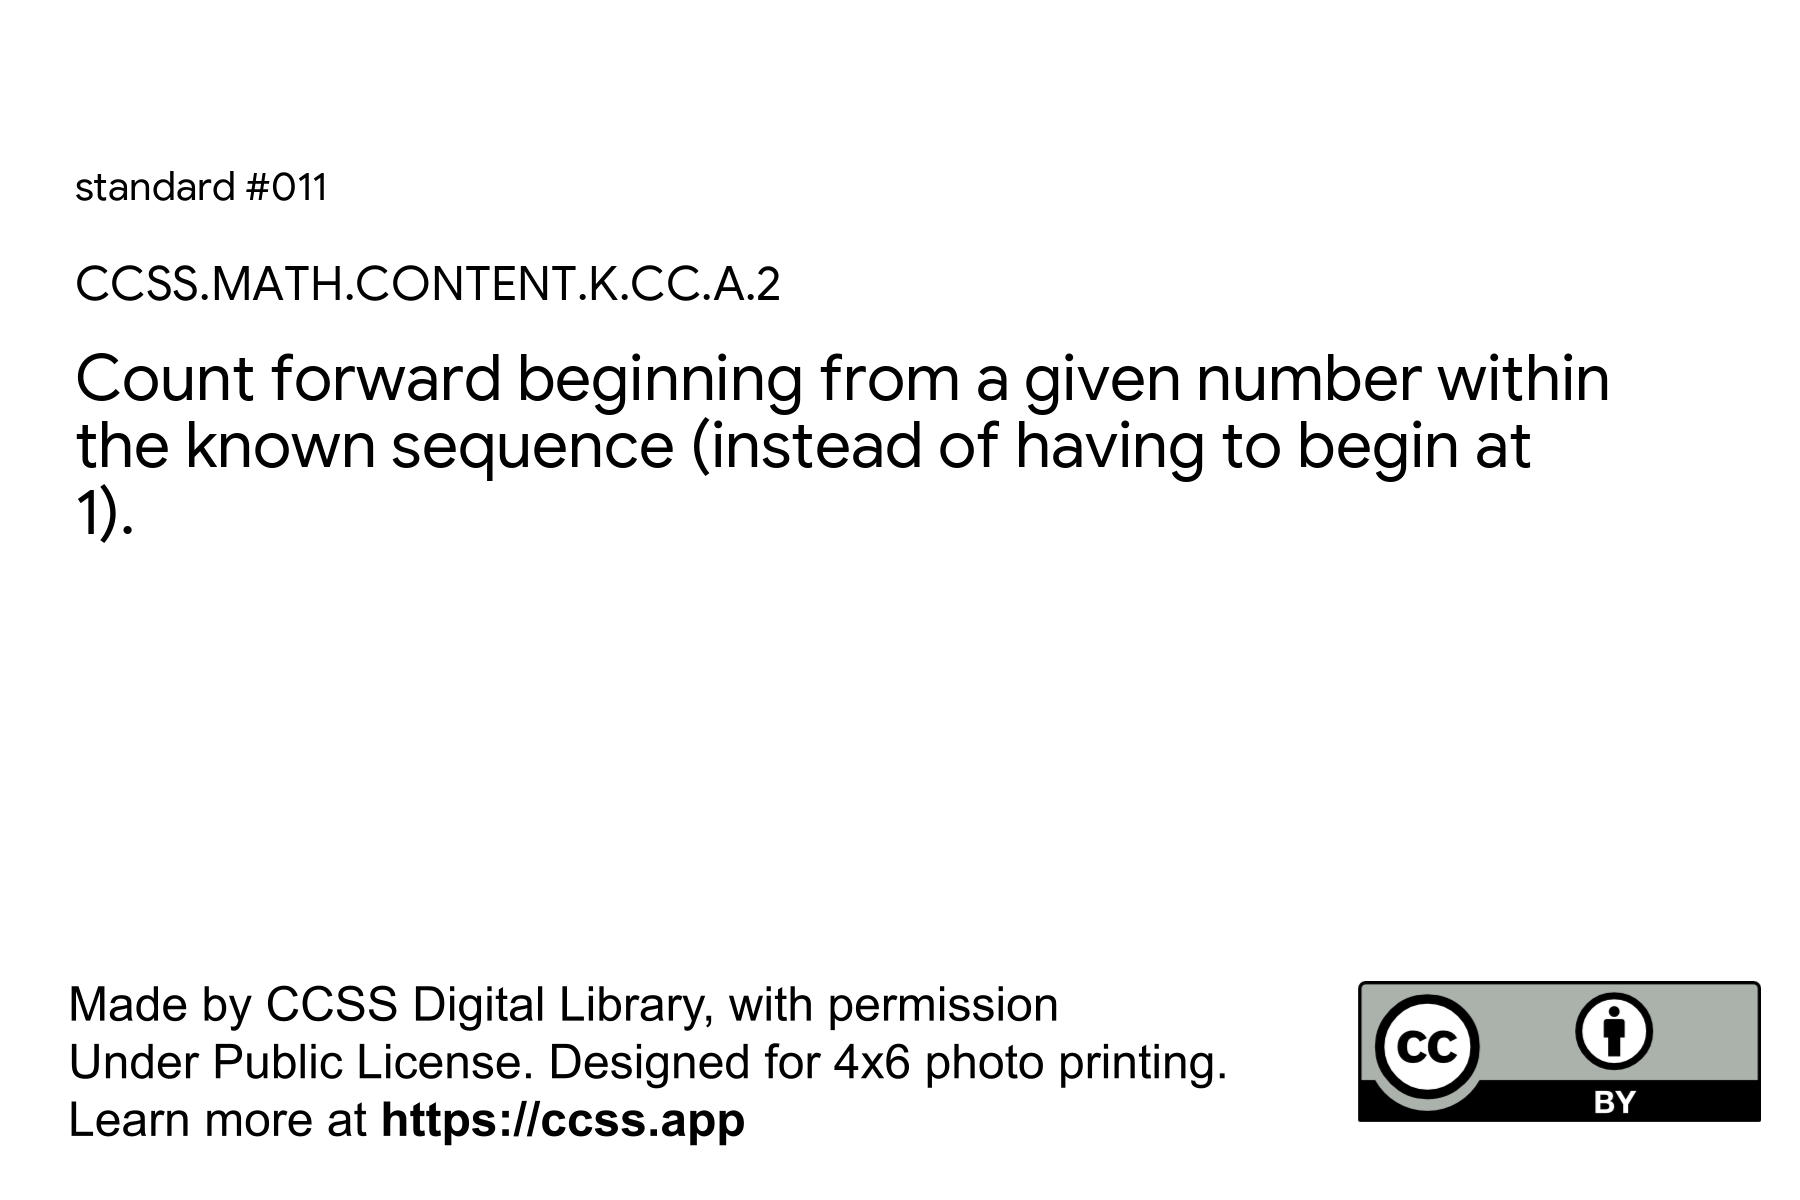 standard #011
CCSS.MATH.CONTENT.K.CC.A.2
Count forward beginning from a given number within
the known sequence (instead of having to begin at
1).
Made by CCSS Digital Library, with permission
Under Public License. Designed for 4x6 photo printing.
Learn more at https://ccss.app
cc
BY